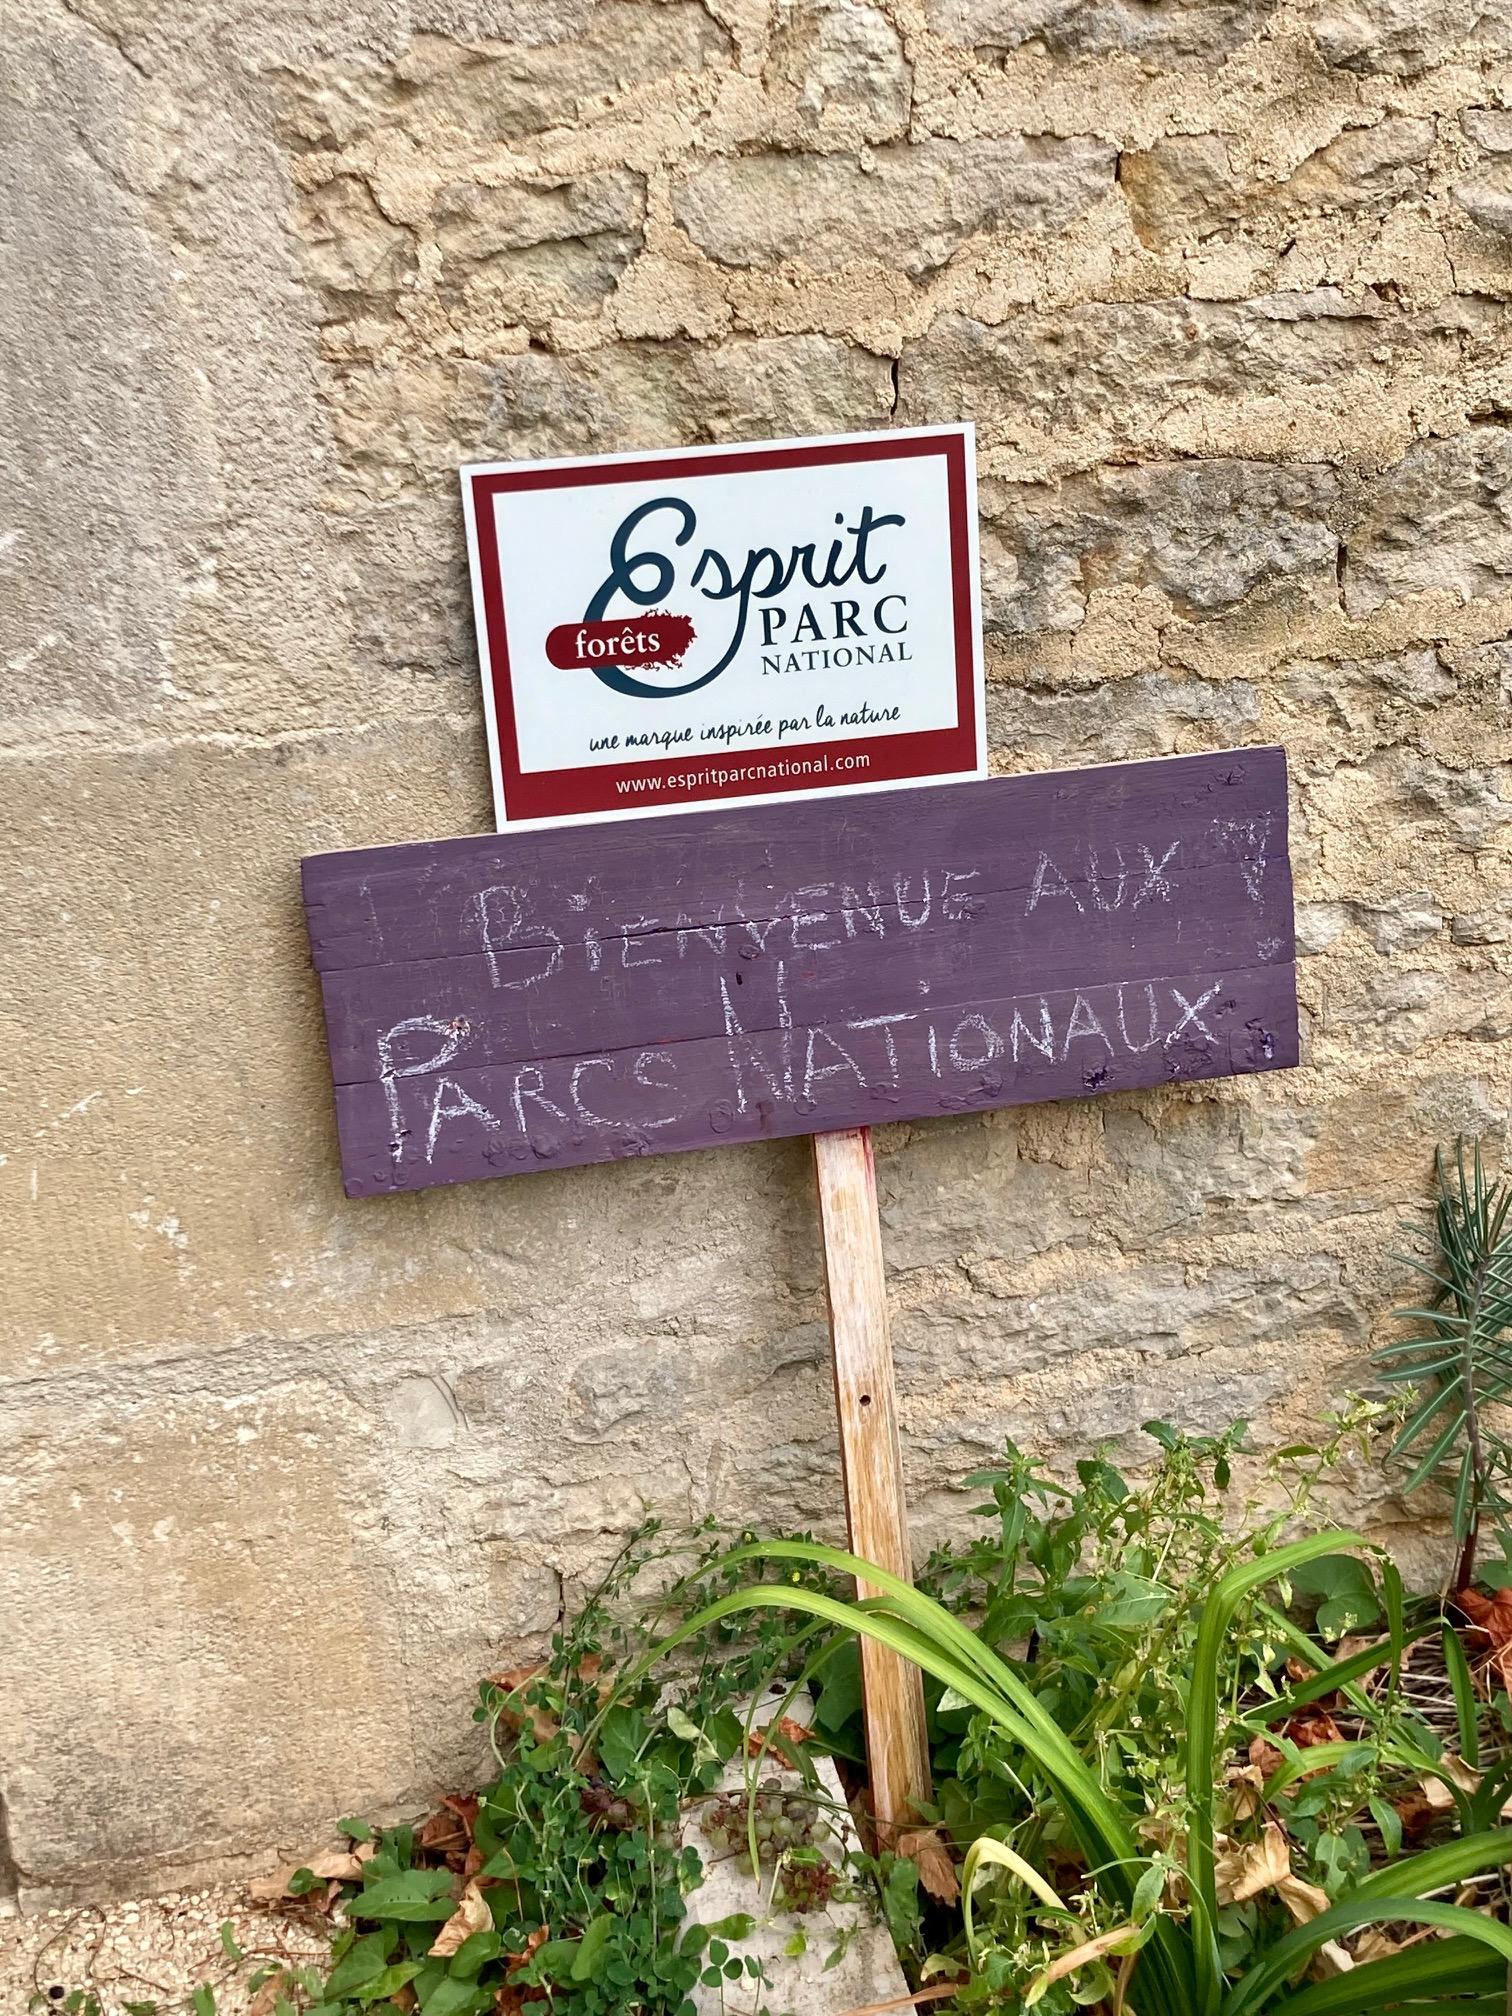 Esprit
forêts
PARC
NATIONAL
une marque inspirée par la nature
www.espritparcnational.com
BiENVENUE AUX
PARCS NATiONAUX